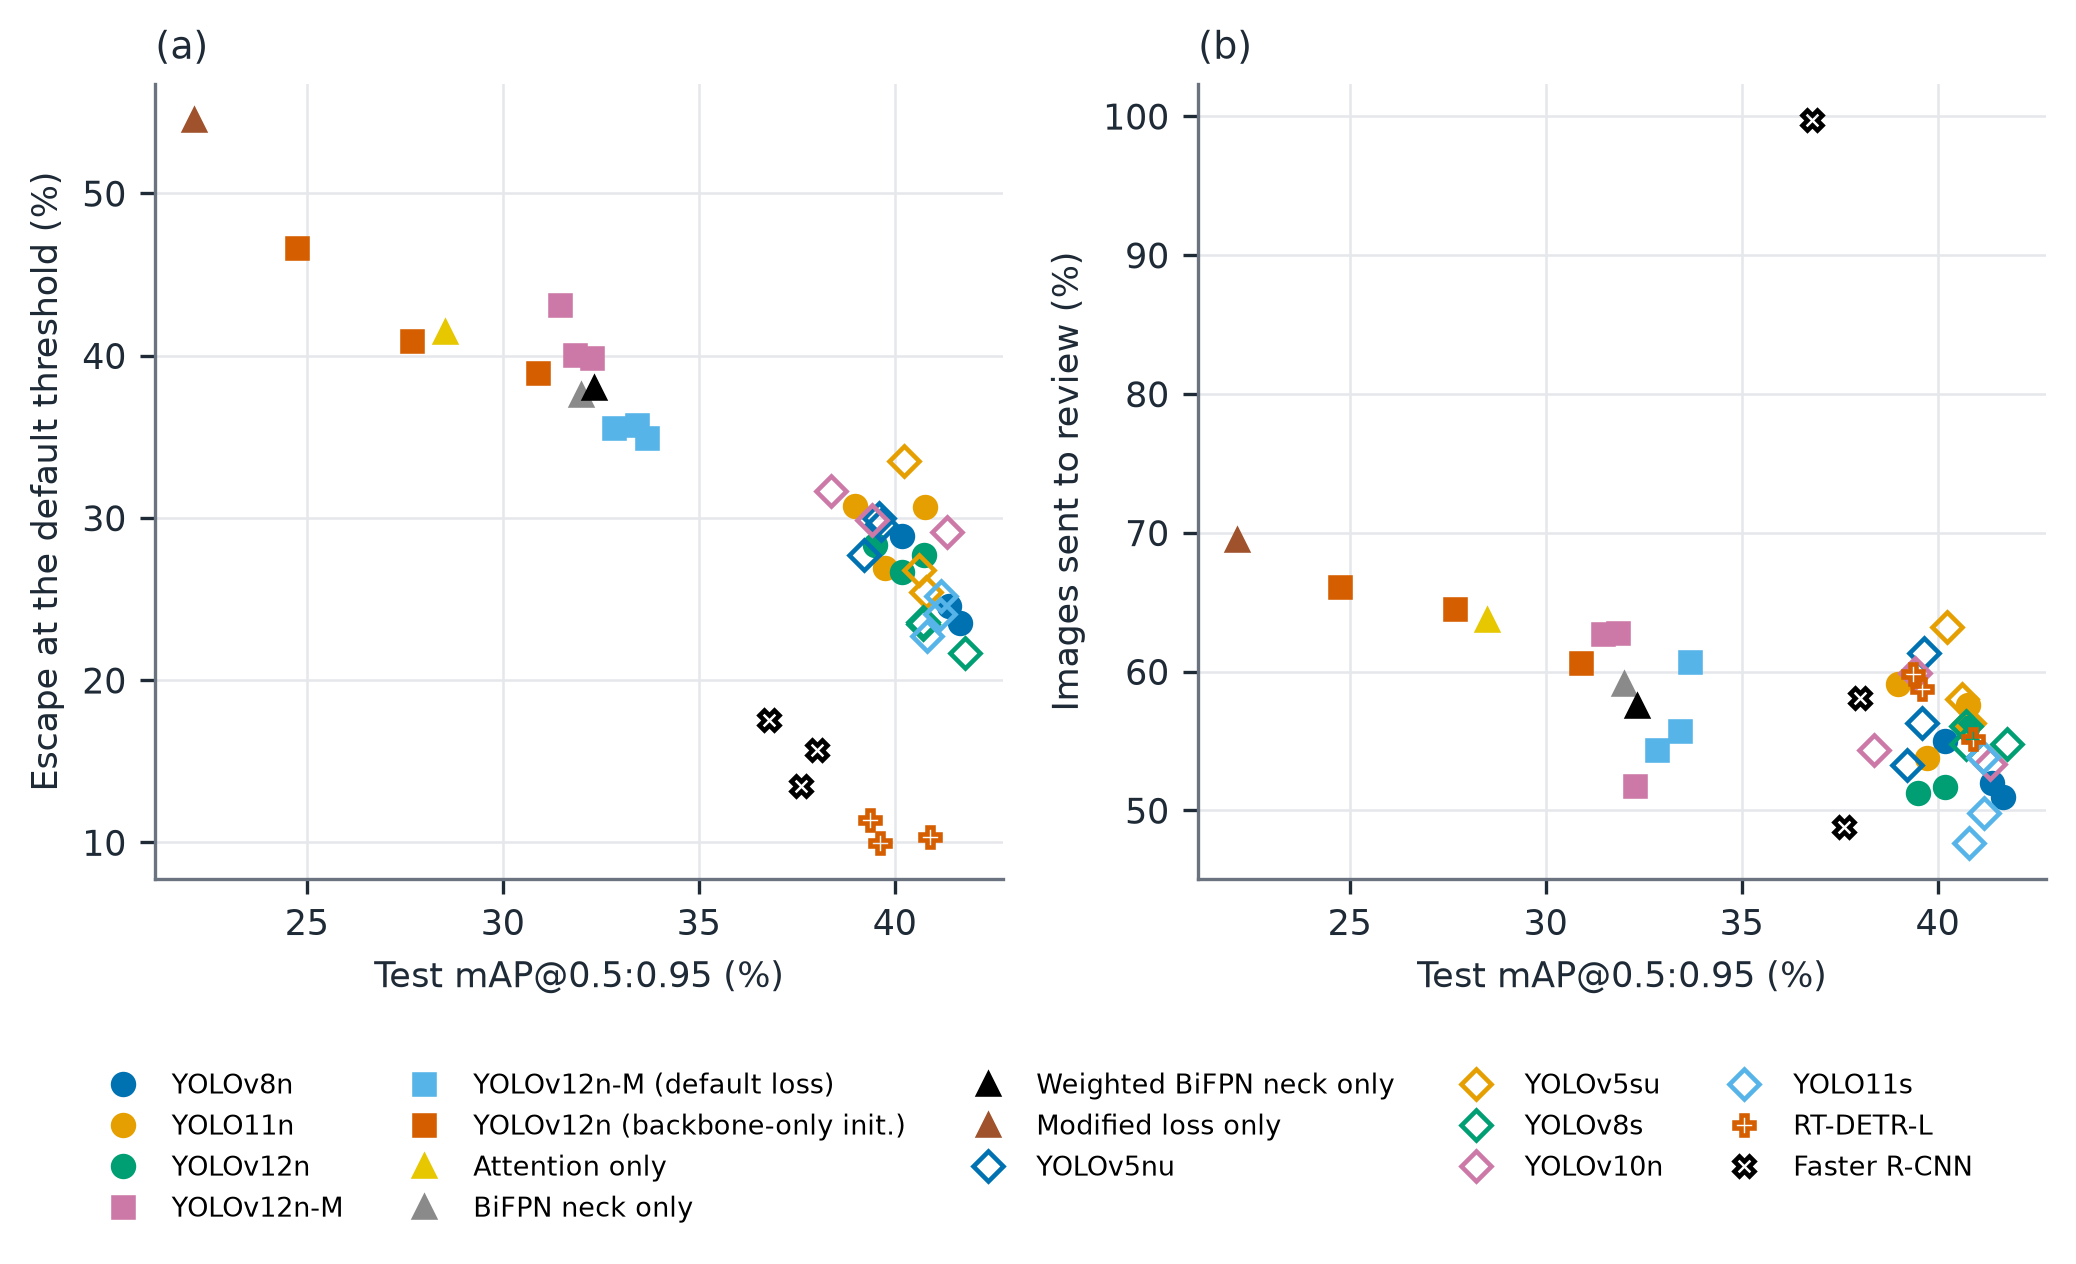 (a)
Escape at the default threshold (%)
50
40
30
20
10
25 30 35 40
Test mAP@0.5:0.95 (%)
(b)
Images sent to review (%)
100
90
80
70
60
50
25 30 35 40
Test mAP@0.5:0.95 (%)
YOLOv8n
YOLO11n
YOLOv12n
YOLOv12n-M
YOLOv12n-M (default loss)
YOLOv12n (backbone-only init.)
Attention only
BiFPN neck only
Weighted BiFPN neck only
Modified loss only
YOLOv5nu
YOLOv5su
YOLOv8s
YOLOv10n
YOLO11s
RT-DETR-L
Faster R-CNN